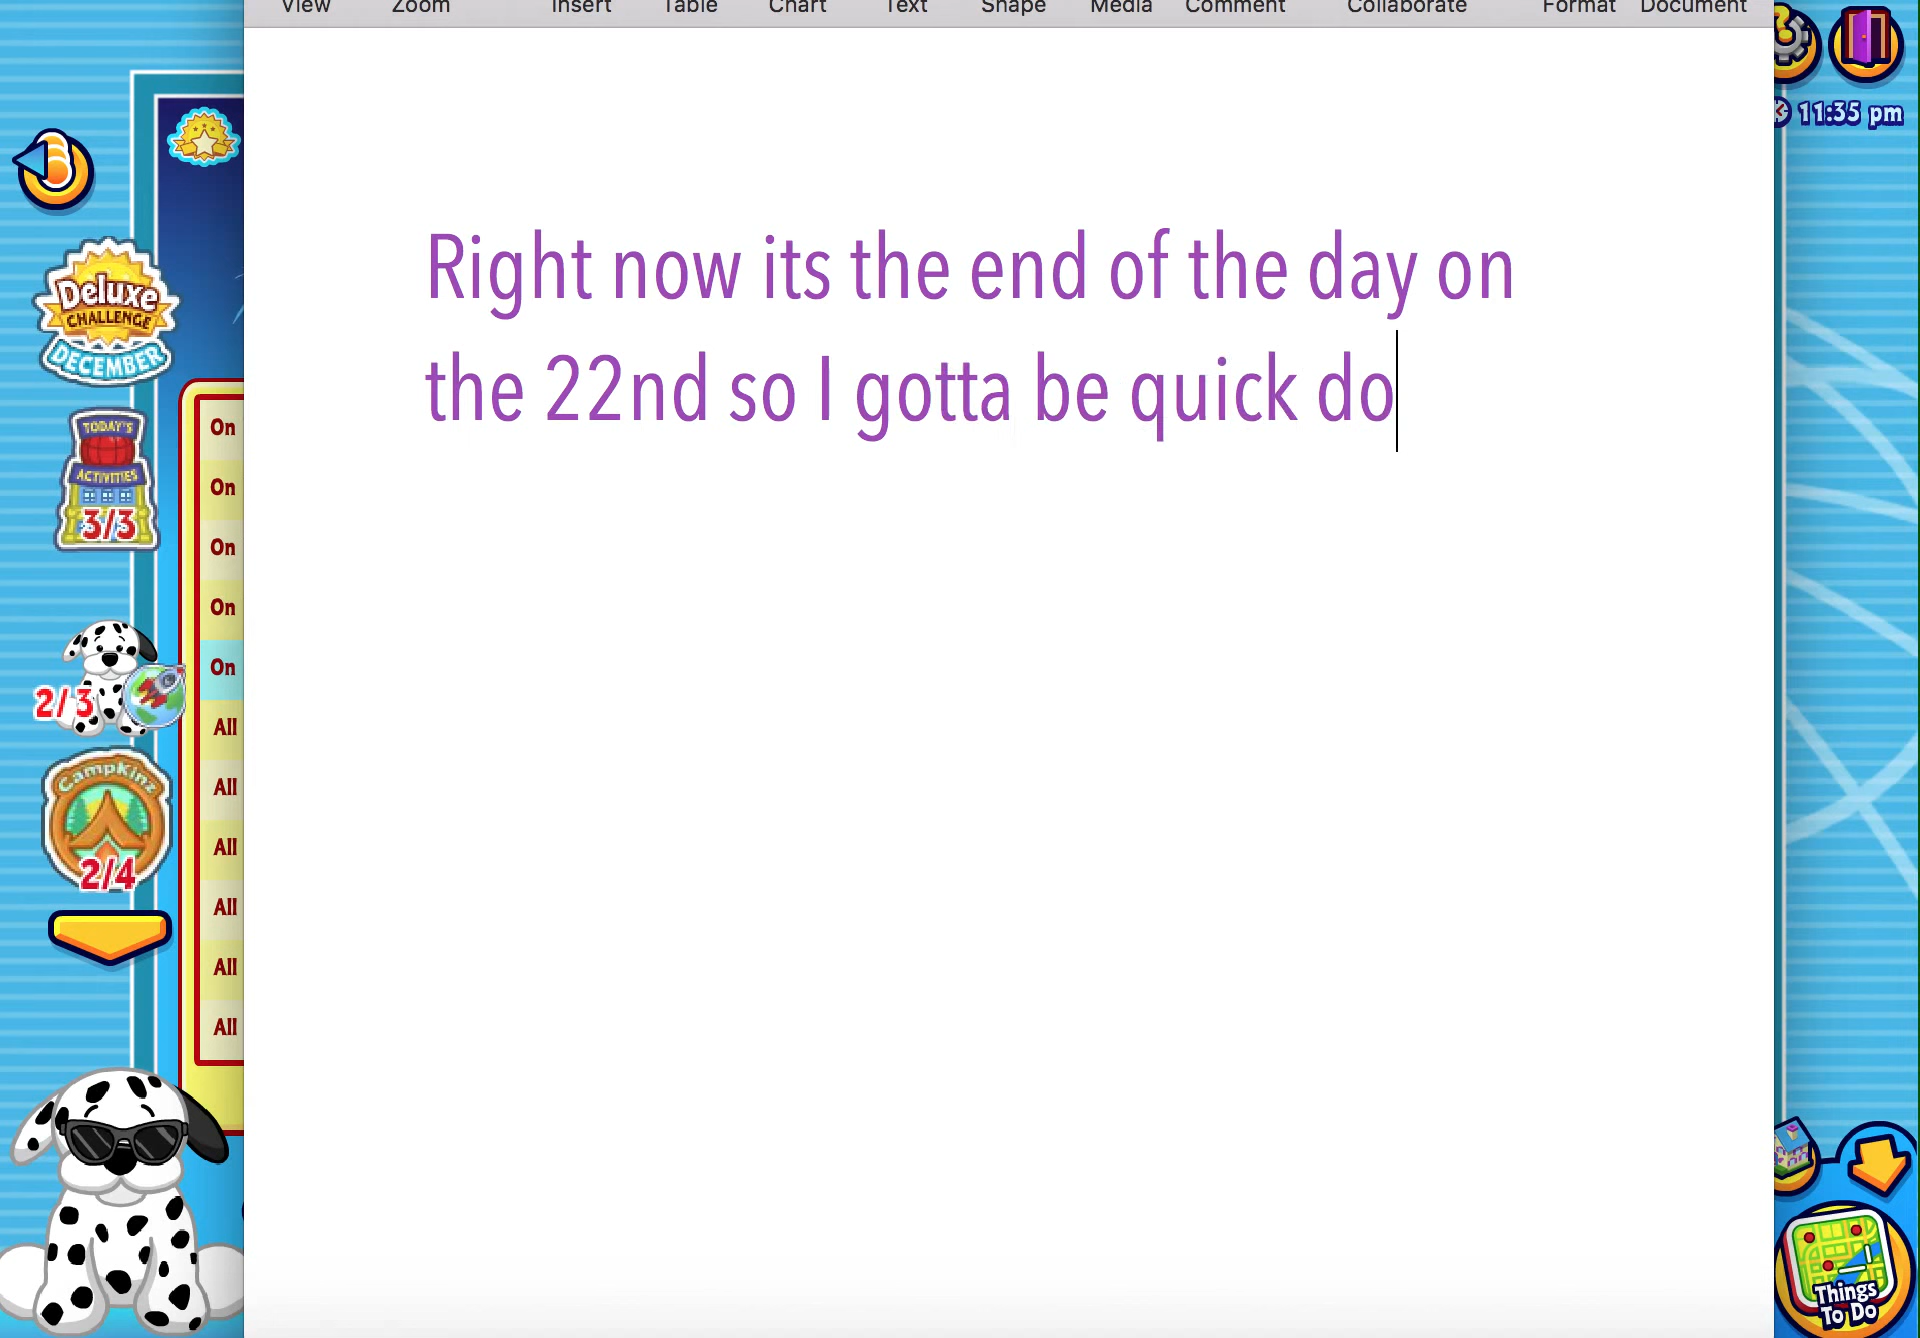 View Zoom Insert Table Chart Text Shape Media Comment Collaborate Format Document
11:35 pm
Deluxe
CHALLENGE
DECEMBER
TODAY'S
ACTIVITIES
3/3
2/3
CampKinz
2/4
On
On
On
On
On
All
All
All
All
All
All
Right now its the end of the day on
the 22nd so I gotta be quick do
Things
To Do